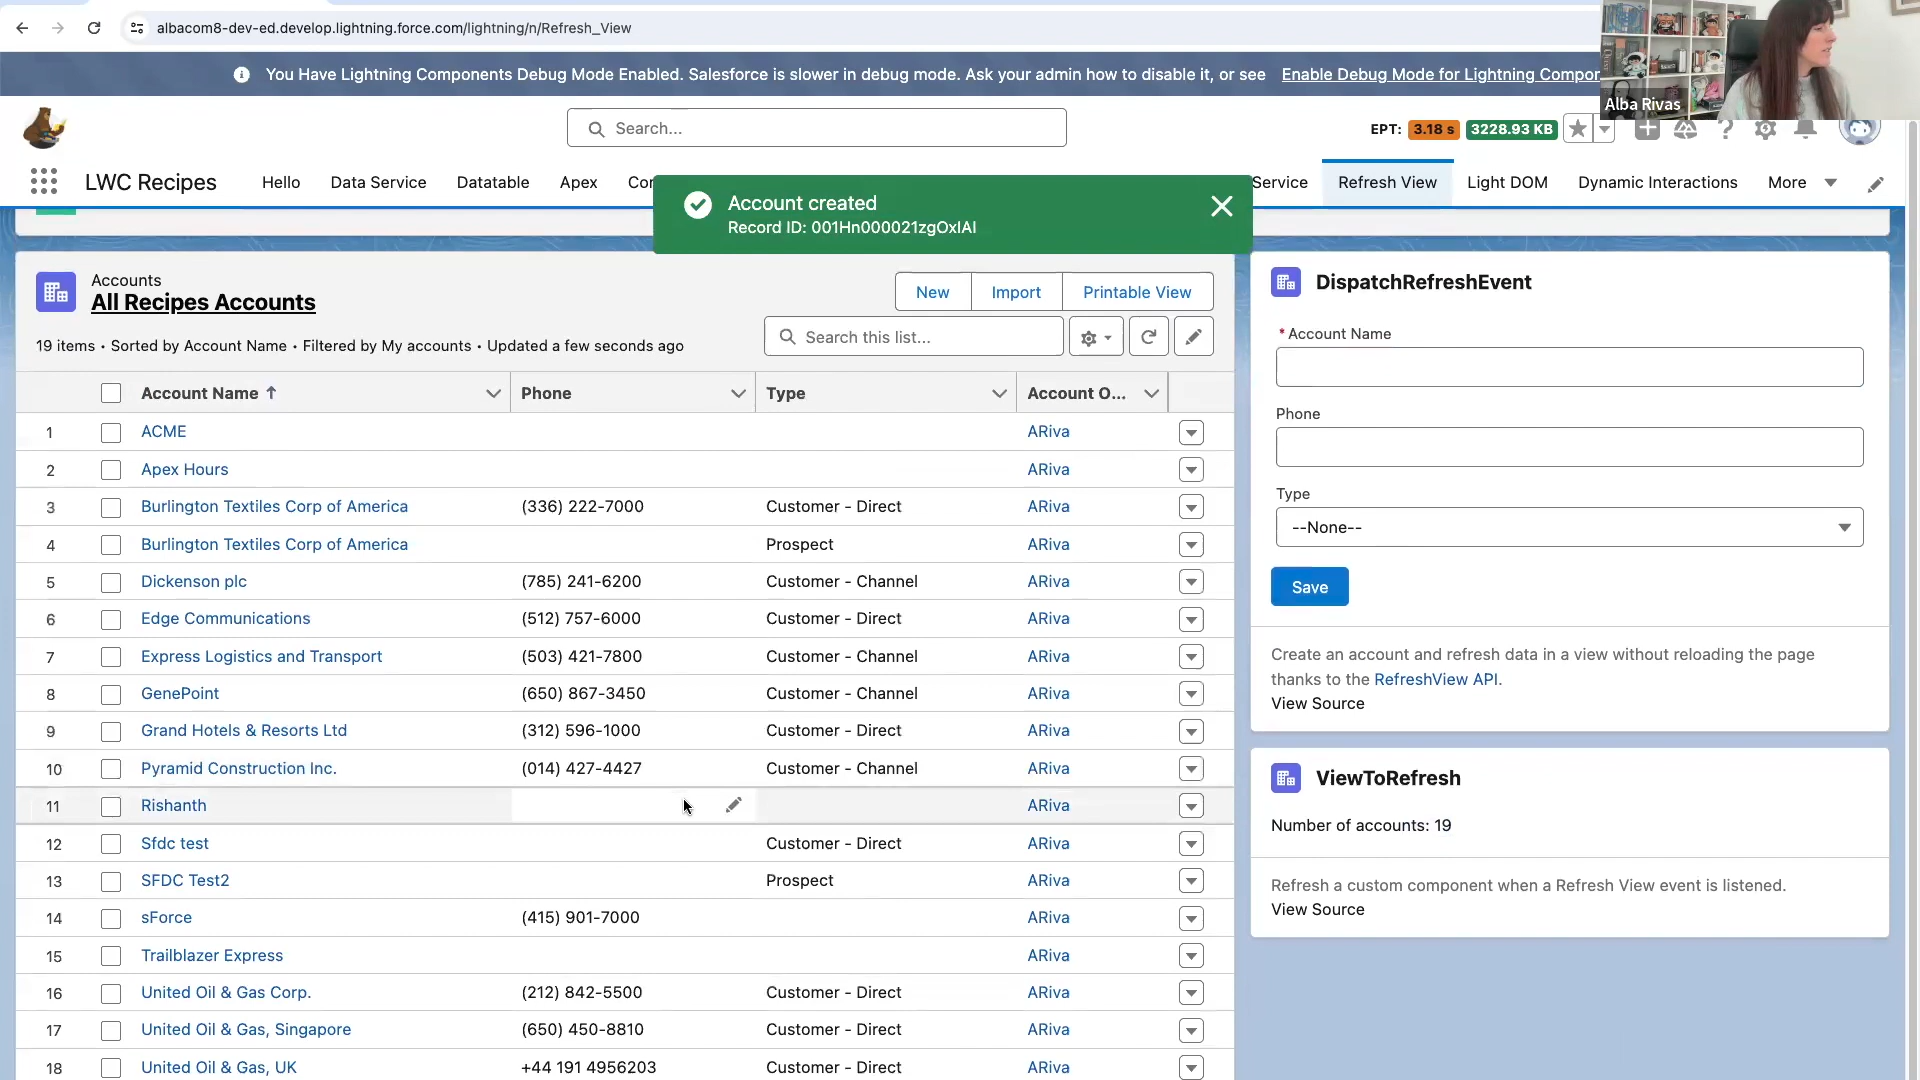 albacom8-dev-ed.develop.lightning.force.com/lightning/n/Refresh_View
You Have Lightning Components Debug Mode Enabled. Salesforce is slower in debug mode. Ask your admin how to disable it, or see Enable Debug Mode for Lightning Compor
Alba Rivas
Search...
EPT: 3.18 s 3228.93 KB
LWC Recipes Hello Data Service Datatable Apex Cor Service Refresh View Light DOM Dynamic Interactions More
Account created
Record ID: 001Hn000021zgOxIAI
Accounts
All Recipes Accounts
New Import Printable View
19 items • Sorted by Account Name • Filtered by My accounts • Updated a few seconds ago
Search this list...
Account Name Phone Type Account O...
1 ACME ARiva
2 Apex Hours ARiva
3 Burlington Textiles Corp of America (336) 222-7000 Customer - Direct ARiva
4 Burlington Textiles Corp of America Prospect ARiva
5 Dickenson plc (785) 241-6200 Customer - Channel ARiva
6 Edge Communications (512) 757-6000 Customer - Direct ARiva
7 Express Logistics and Transport (503) 421-7800 Customer - Channel ARiva
8 GenePoint (650) 867-3450 Customer - Channel ARiva
9 Grand Hotels & Resorts Ltd (312) 596-1000 Customer - Direct ARiva
10 Pyramid Construction Inc. (014) 427-4427 Customer - Channel ARiva
11 Rishanth ARiva
12 Sfdc test Customer - Direct ARiva
13 SFDC Test2 Prospect ARiva
14 sForce (415) 901-7000 ARiva
15 Trailblazer Express ARiva
16 United Oil & Gas Corp. (212) 842-5500 Customer - Direct ARiva
17 United Oil & Gas, Singapore (650) 450-8810 Customer - Direct ARiva
18 United Oil & Gas, UK +44 191 4956203 Customer - Direct ARiva
DispatchRefreshEvent
* Account Name
Phone
Type
--None--
Save
Create an account and refresh data in a view without reloading the page
thanks to the RefreshView API.
View Source
ViewToRefresh
Number of accounts: 19
Refresh a custom component when a Refresh View event is listened.
View Source